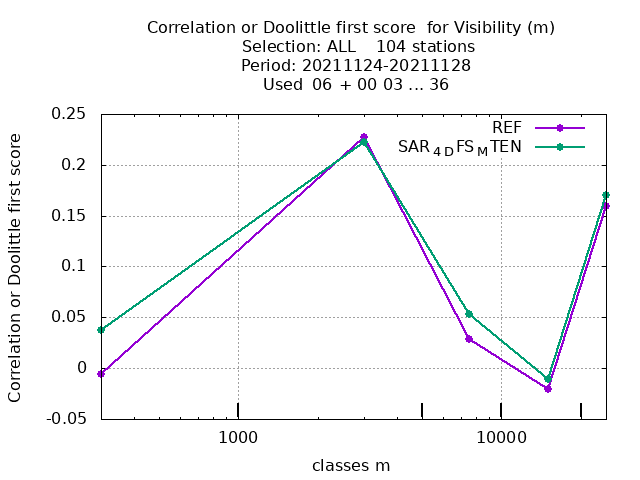 Correlation or Doolittle first score  for Visibility (m)
Selection: ALL    104 stations
Period: 20211124-20211128
Used  06 + 00 03 ... 36
REF
SAR4DFSMTEN
0.25
0.2
0.15
0.1
0.05
0
-0.05
Correlation or Doolittle first score
1000
10000
classes m